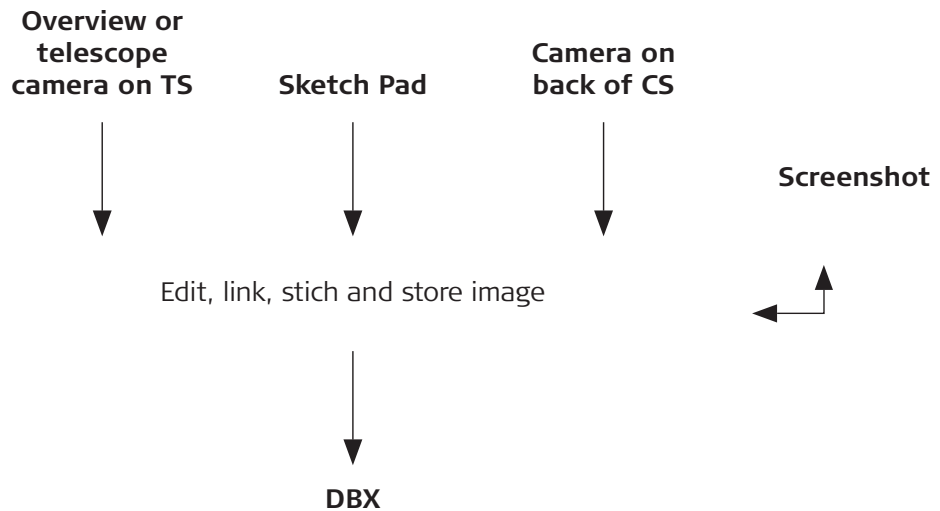 Overview or
telescope
camera on TS
Sketch Pad
Camera on
back of CS
Screenshot
Edit, link, stich and store image
DBX